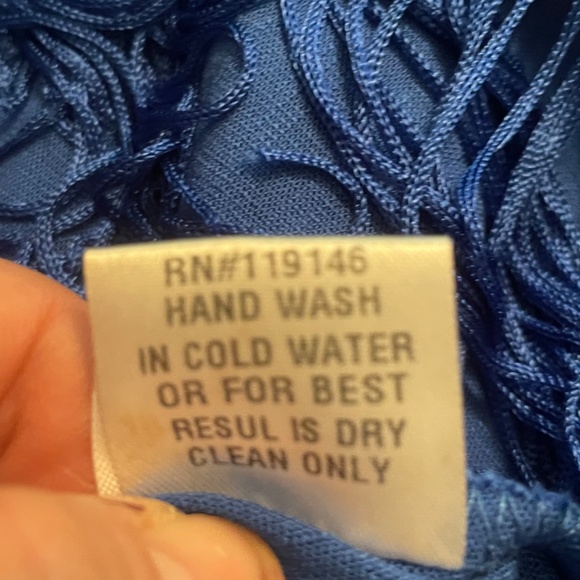 RN#119146
HAND WASH
IN COLD WATER
OR FOR BEST
RESUL IS DRY
CLEAN ONLY